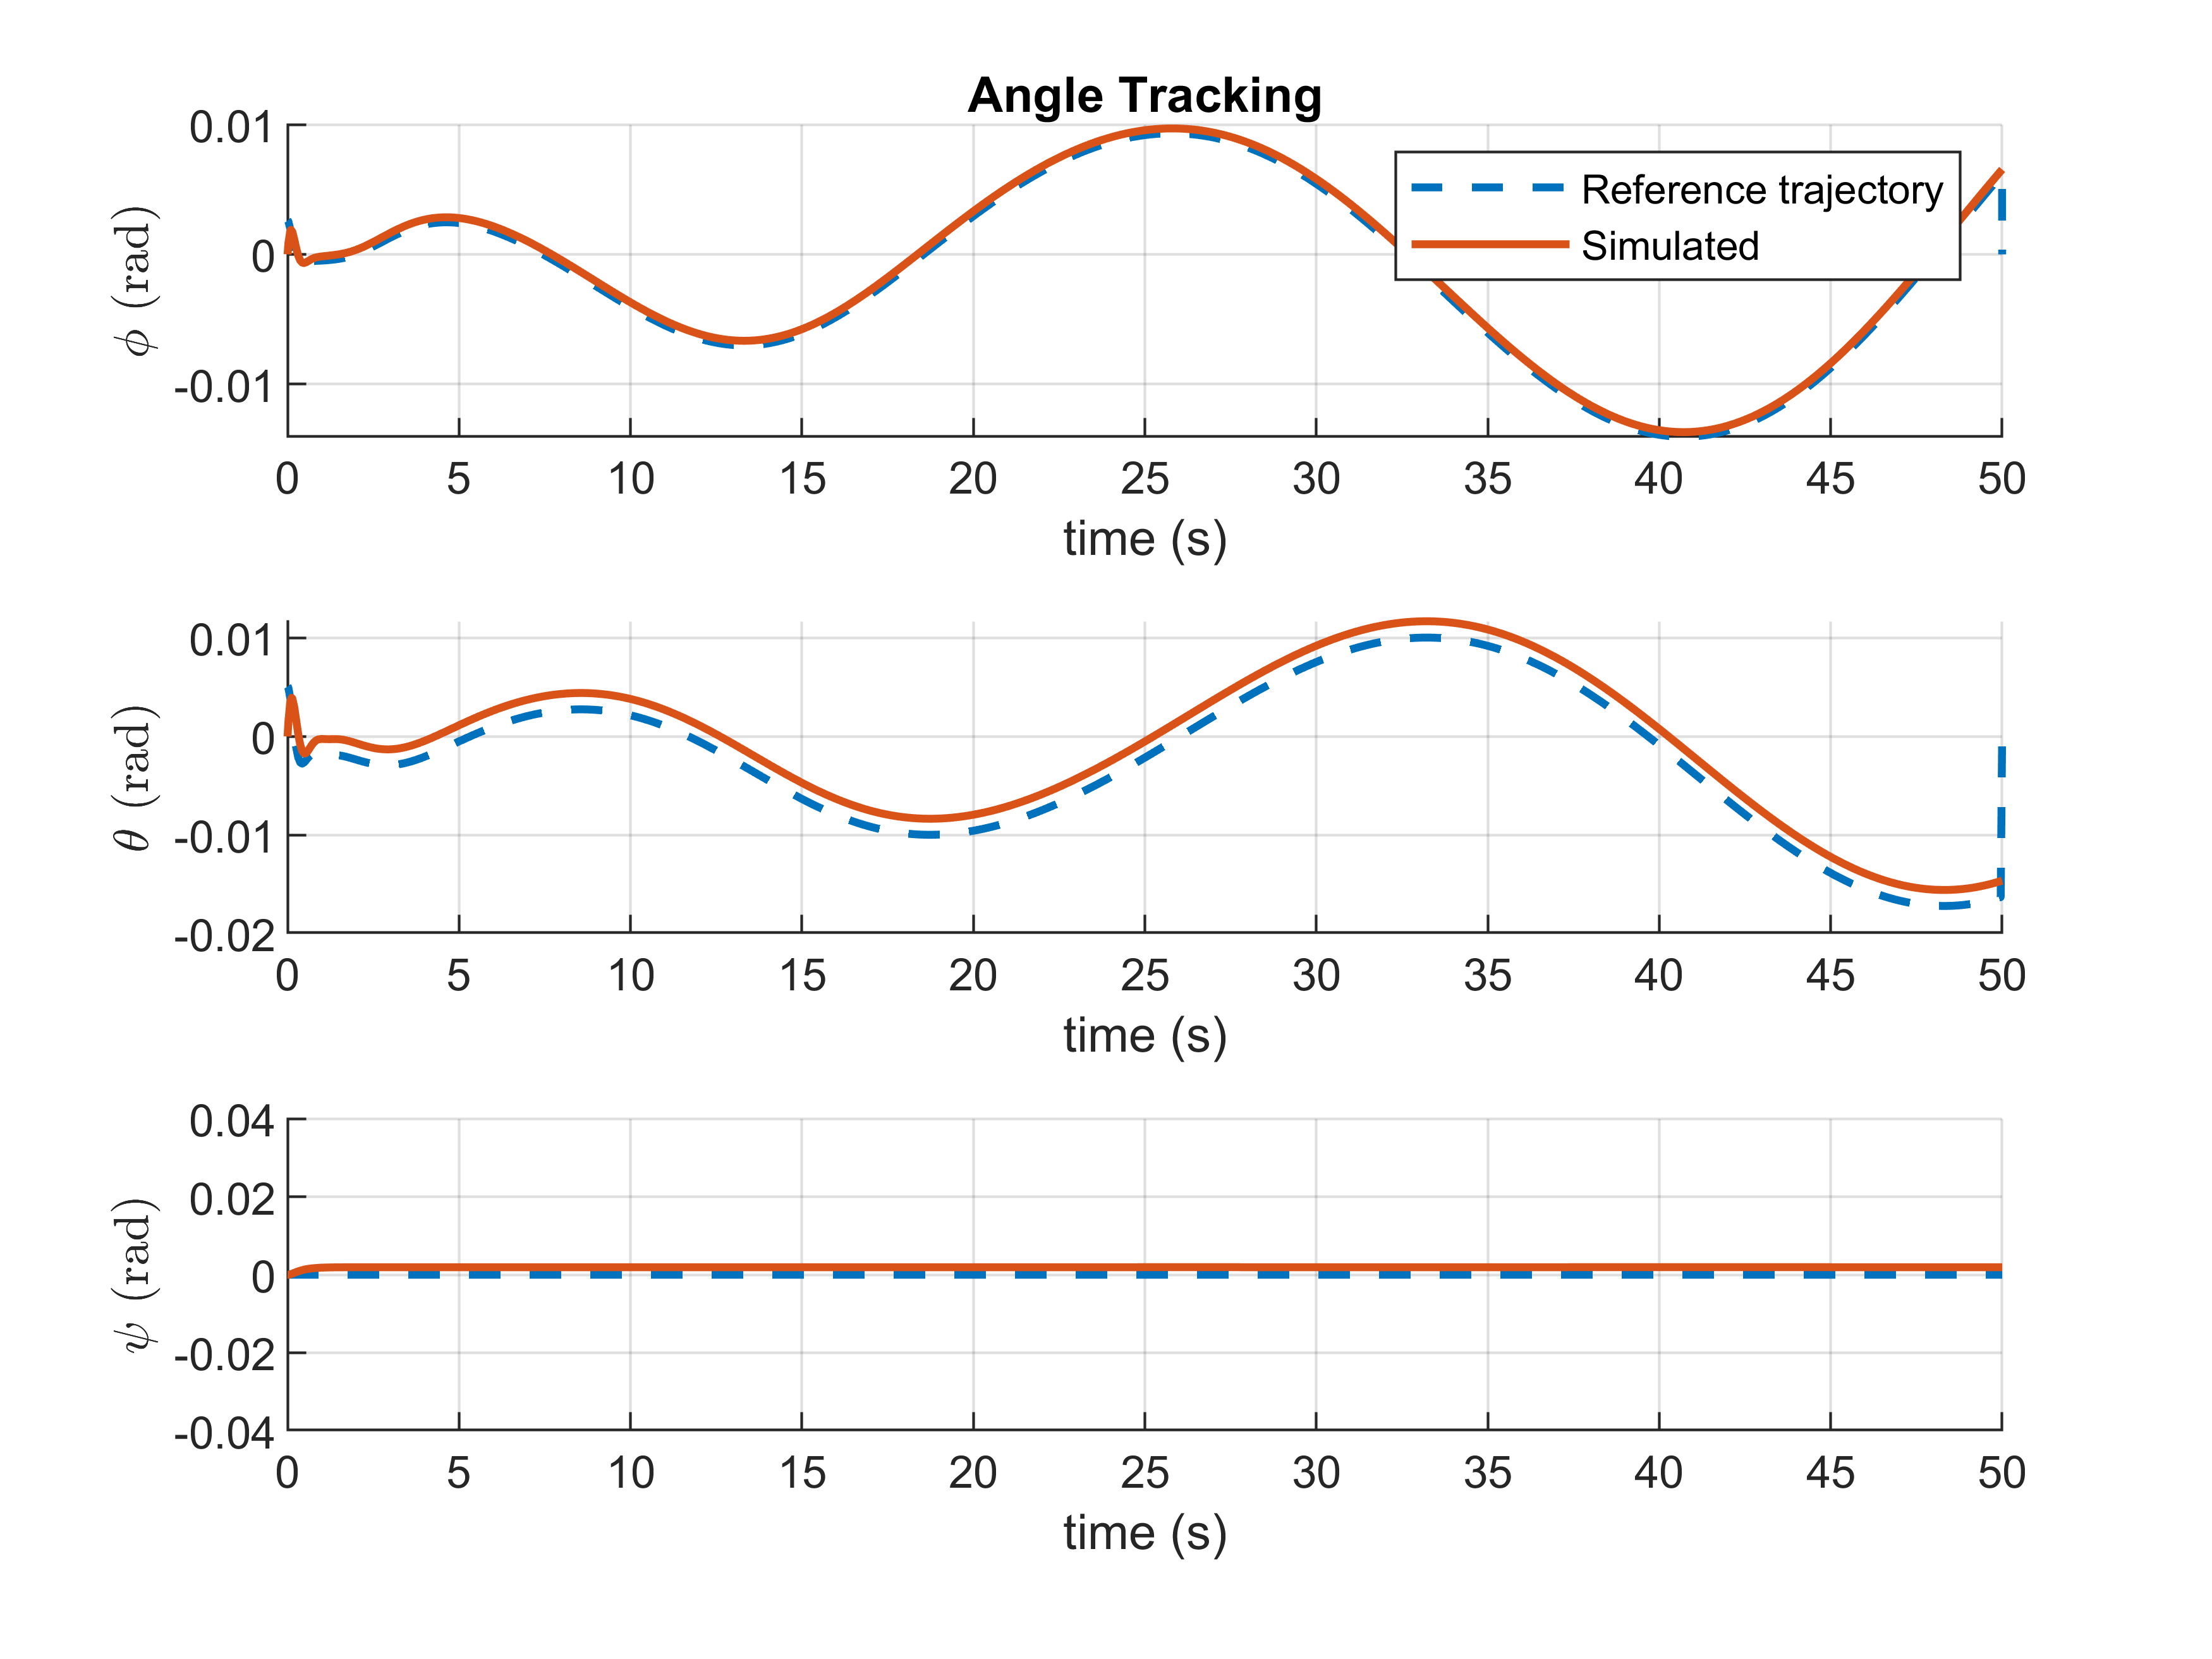 Angle Tracking
0.01
0
-0.01
ϕ (rad)
Reference trajectory
Simulated
0 5 10 15 20 25 30 35 40 45 50
time (s)
0.01
0
-0.01
-0.02
θ (rad)
0 5 10 15 20 25 30 35 40 45 50
time (s)
0.04
0.02
0
-0.02
-0.04
ψ (rad)
0 5 10 15 20 25 30 35 40 45 50
time (s)